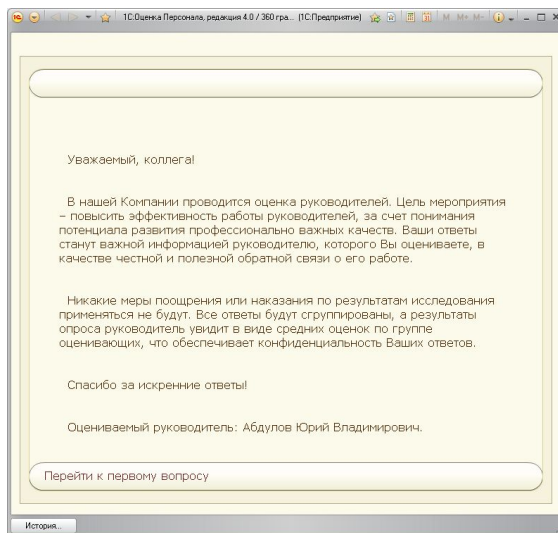 1С:Оценка Персонала, редакция 4.0 / 360 гра... (1С:Предприятие)
M M+ M-
Уважаемый, коллега!
В нашей Компании проводится оценка руководителей. Цель мероприятия
– повысить эффективность работы руководителей, за счет понимания
потенциала развития профессионально важных качеств. Ваши ответы
станут важной информацией руководителю, которого Вы оцениваете, в
качестве честной и полезной обратной связи о его работе.
Никакие меры поощрения или наказания по результатам исследования
применяться не будут. Все ответы будут сгруппированы, а результаты
опроса руководитель увидит в виде средних оценок по группе
оценивающих, что обеспечивает конфиденциальность Ваших ответов.
Спасибо за искренние ответы!
Оцениваемый руководитель: Абдулов Юрий Владимирович.
Перейти к первому вопросу
История...